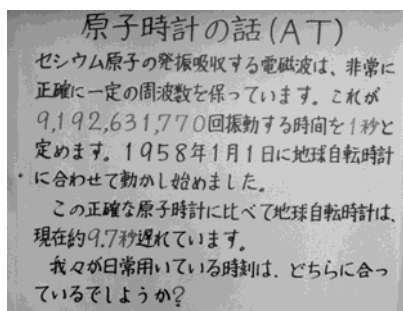 原子時計の話(AT)
セシウム原子の発振吸収する電磁波は、非常に
正確に一定の周波数を保っています。これが
9,192,631,770回振動する時間を1秒と
定めます。1958年1月1日に地球自転時計
に合わせて動かし始めました。
この正確な原子時計に比べて地球自転時計は、
現在約9.7秒遅れています。
我々が日常用いている時刻は、どちらに合っ
ているでしょうか?